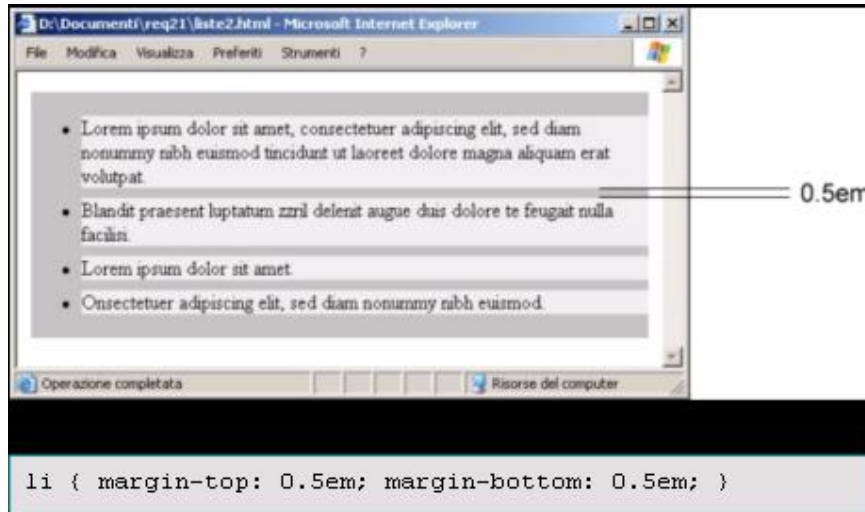 D:\Documenti\req21\liste2.html - Microsoft Internet Explorer
File Modifica Visualizza Preferiti Strumenti ?
• Lorem ipsum dolor sit amet, consectetuer adipiscing elit, sed diam
nonummy nibh euismod tincidunt ut laoreet dolore magna aliquam erat
volutpat.
0.5em
• Blandit praesent luptatum zzril delenit augue duis dolore te feugait nulla
facilisi.
• Lorem ipsum dolor sit amet.
• Onsectetuer adipiscing elit, sed diam nonummy nibh euismod.
Operazione completata
Risorse del computer
li { margin-top: 0.5em; margin-bottom: 0.5em; }